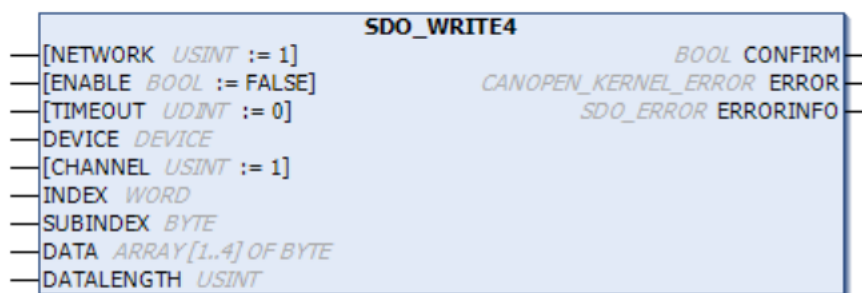 SDO_WRITE4
[NETWORK USINT := 1] BOOL CONFIRM
[ENABLE BOOL := FALSE] CANOPEN_KERNEL_ERROR ERROR
[TIMEOUT UDINT := 0] SDO_ERROR ERRORINFO
DEVICE DEVICE
[CHANNEL USINT := 1]
INDEX WORD
SUBINDEX BYTE
DATA ARRAY [1..4] OF BYTE
DATALENGTH USINT